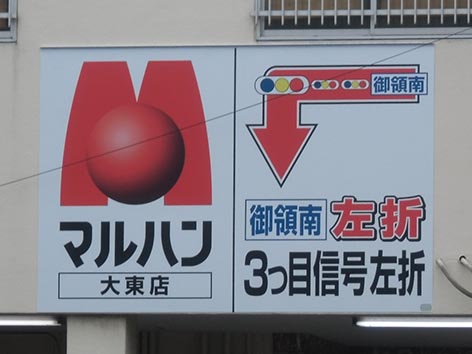 マルハン
大東店
御領南
御領南 左折
3つ目信号左折